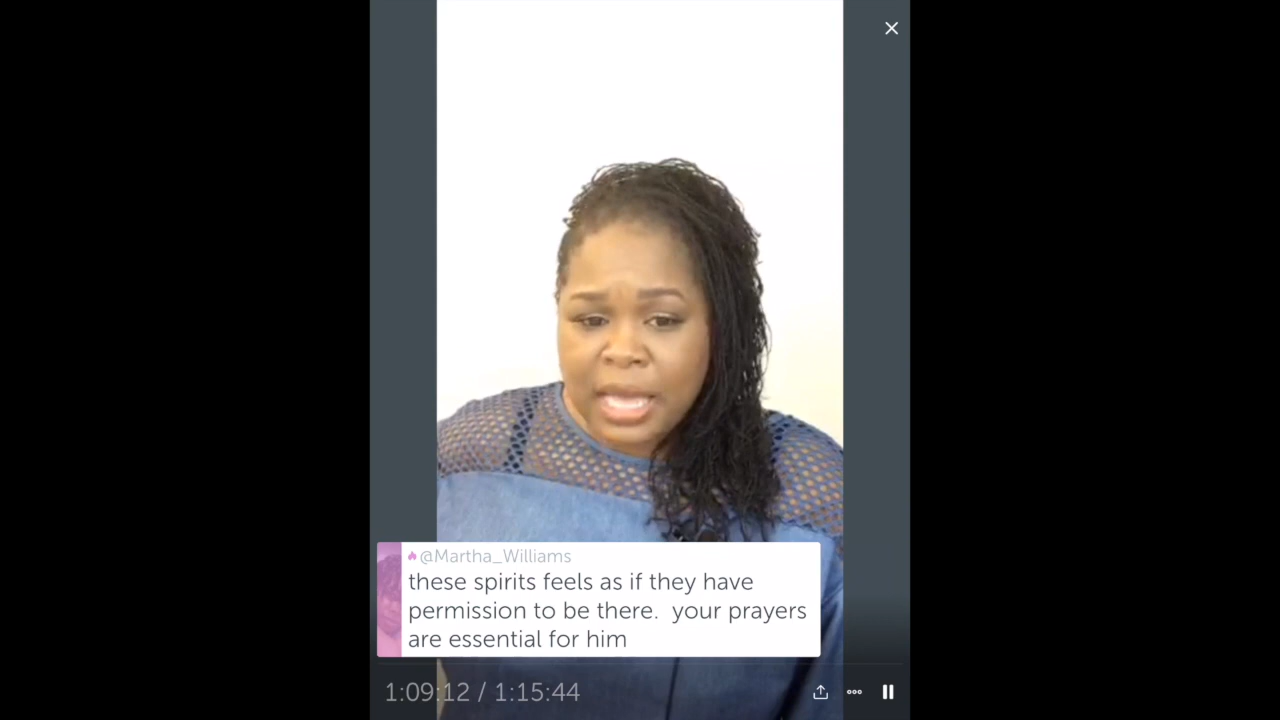 @Martha_Williams
these spirits feels as if they have
permission to be there.  your prayers
are essential for him
1:09:12 / 1:15:44